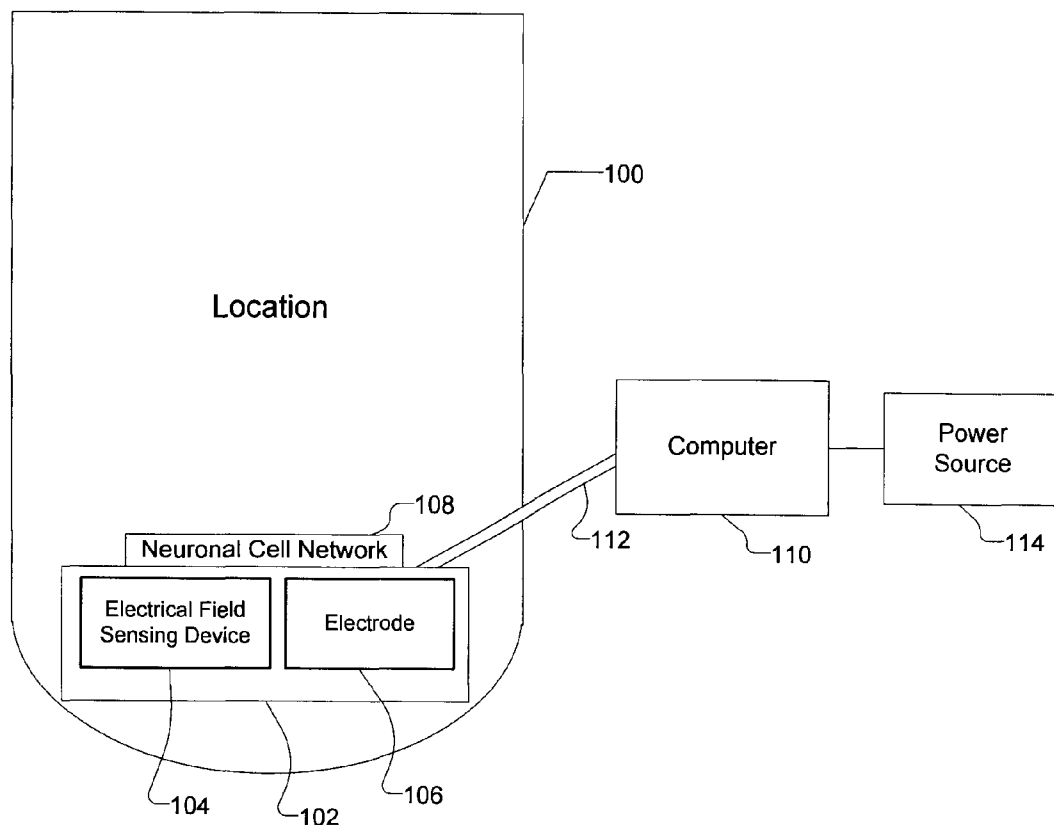 100
Location
Computer
Power
Source
108
Neuronal Cell Network
112
110
114
Electrical Field
Sensing Device
Electrode
104
102
106